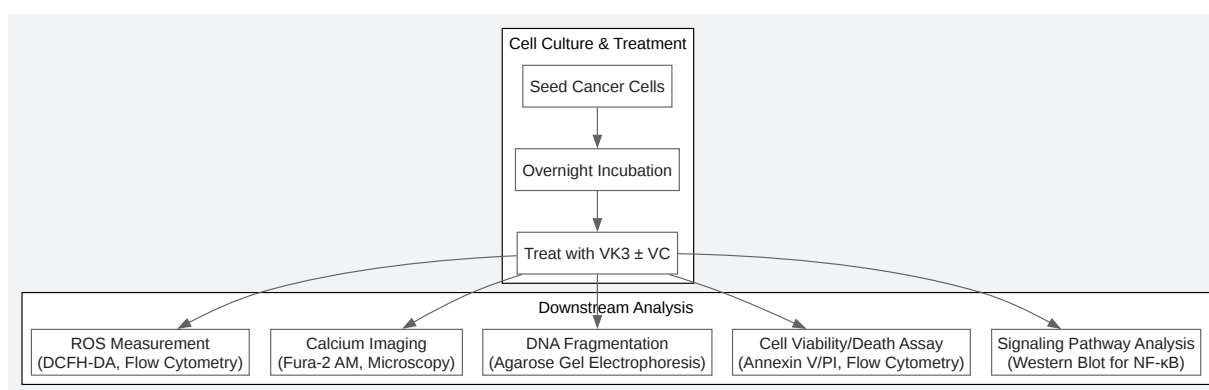 Cell Culture & Treatment
Seed Cancer Cells
Overnight Incubation
Treat with VK3 ± VC
Downstream Analysis
ROS Measurement
(DCFH-DA, Flow Cytometry)
Calcium Imaging
(Fura-2 AM, Microscopy)
DNA Fragmentation
(Agarose Gel Electrophoresis)
Cell Viability/Death Assay
(Annexin V/PI, Flow Cytometry)
Signaling Pathway Analysis
(Western Blot for NF-κB)